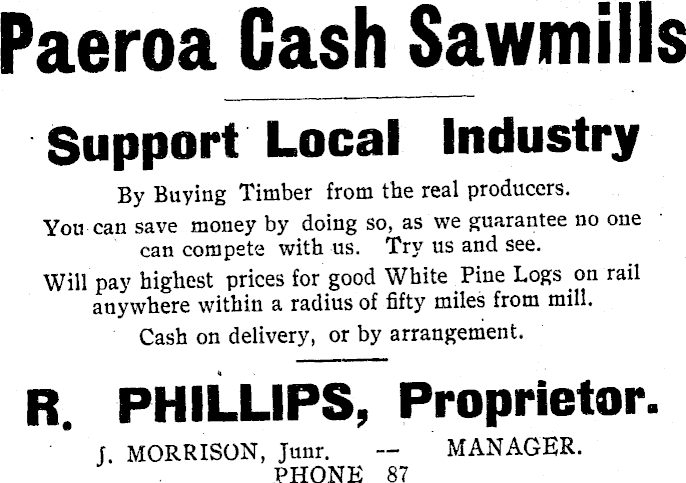 Paeroa Cash Sawmills
Support Local Industry
By Buying Timber from the real producers.
You can save money by doing so, as we guarantee no one
can compete with us. Try us and see.
Will pay highest prices for good White Pine Logs on rail
anywhere within a radius of fifty miles from mill.
Cash on delivery, or by arrangement.
R. PHILLIPS, Proprietor.
J. MORRISON, Junr. -- MANAGER.
PHONE 87